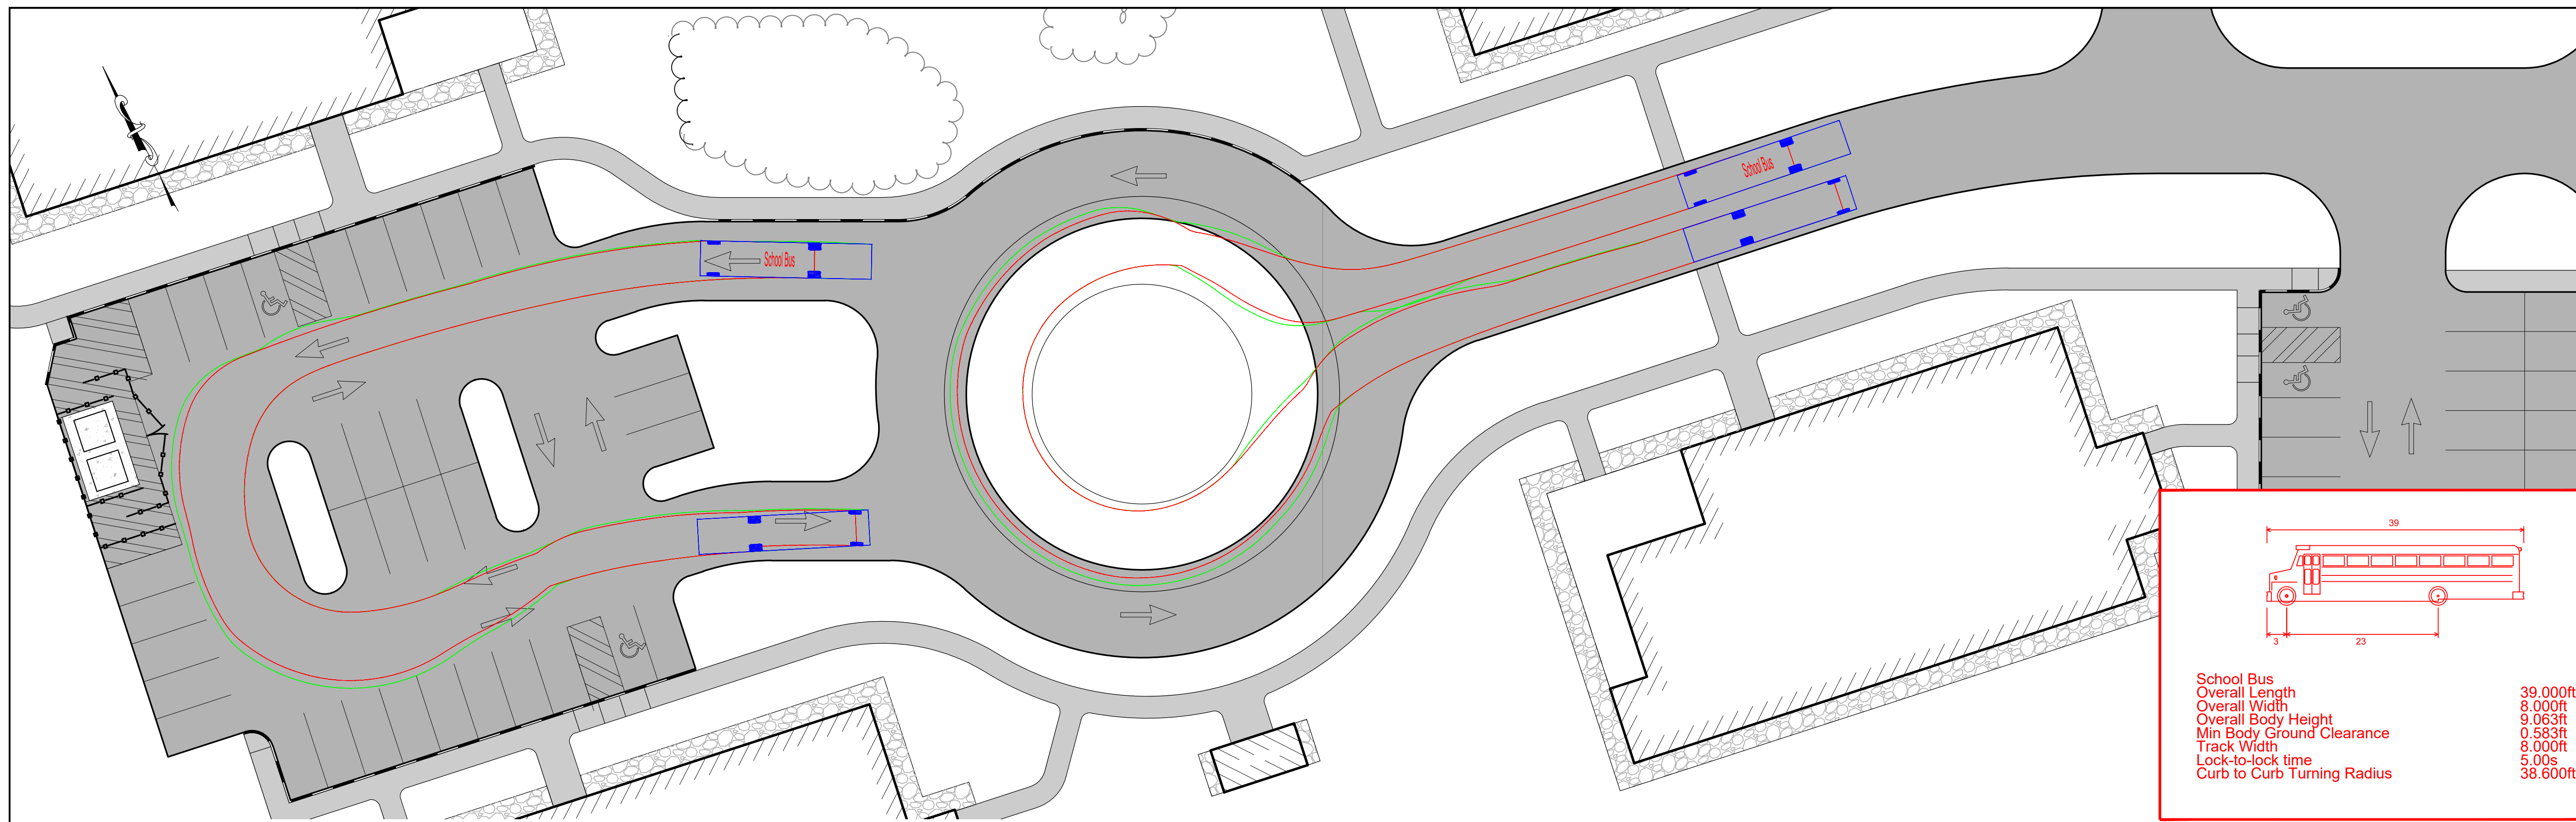 School Bus
School Bus
39
3
23
School Bus
Overall Length 39.000ft
Overall Width 8.000ft
Overall Body Height 9.063ft
Min Body Ground Clearance 0.583ft
Track Width 8.000ft
Lock-to-lock time 5.00s
Curb to Curb Turning Radius 38.600ft